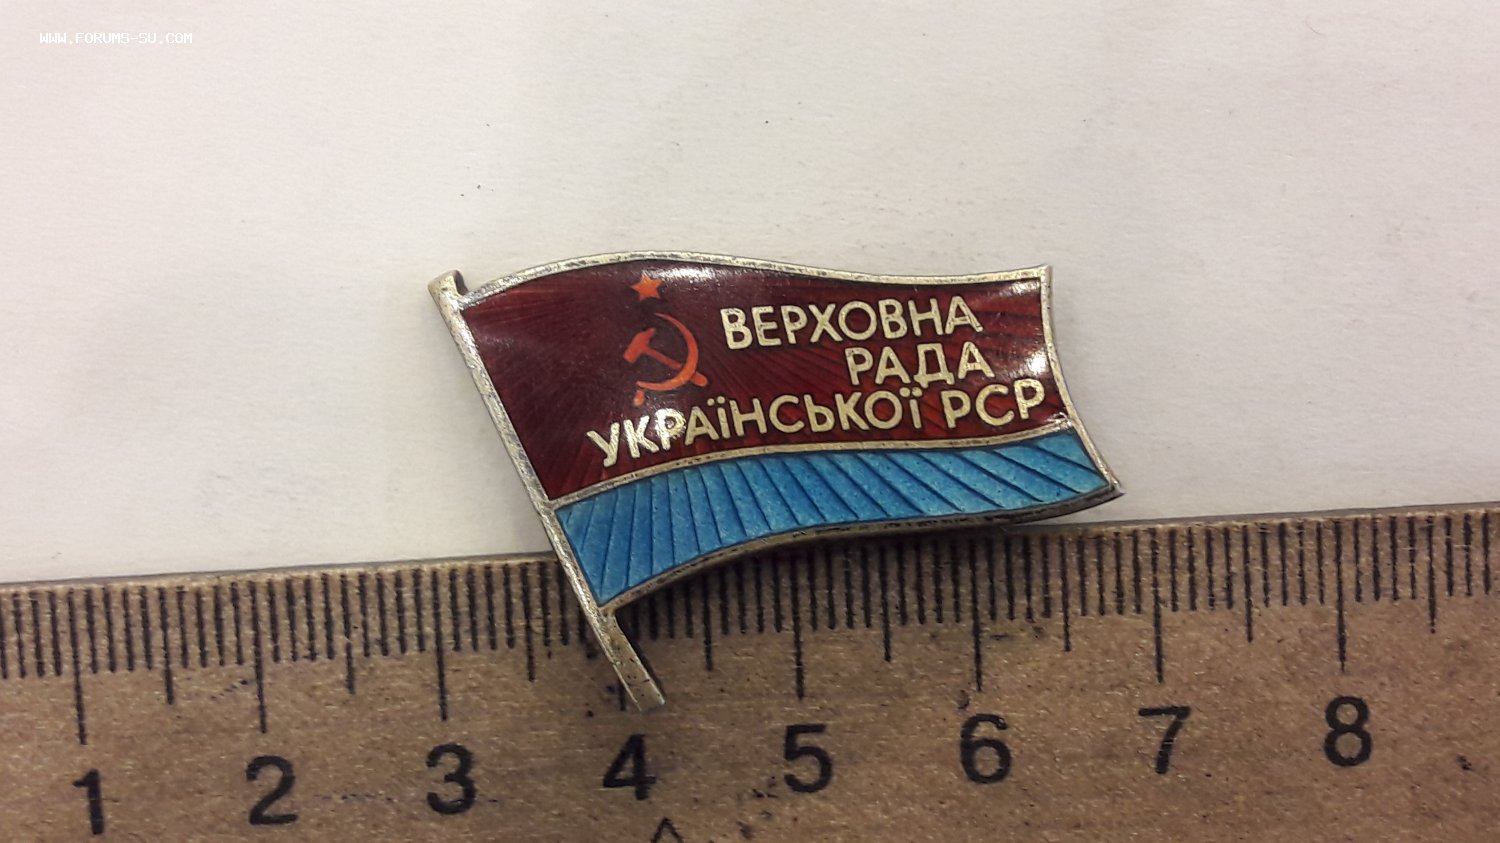 WWW.FORUMS-SU.COM
ВЕРХОВНА
РАДА
УКРАЇНСЬКОЇ РСР
1 2 3 4 5 6 7 8